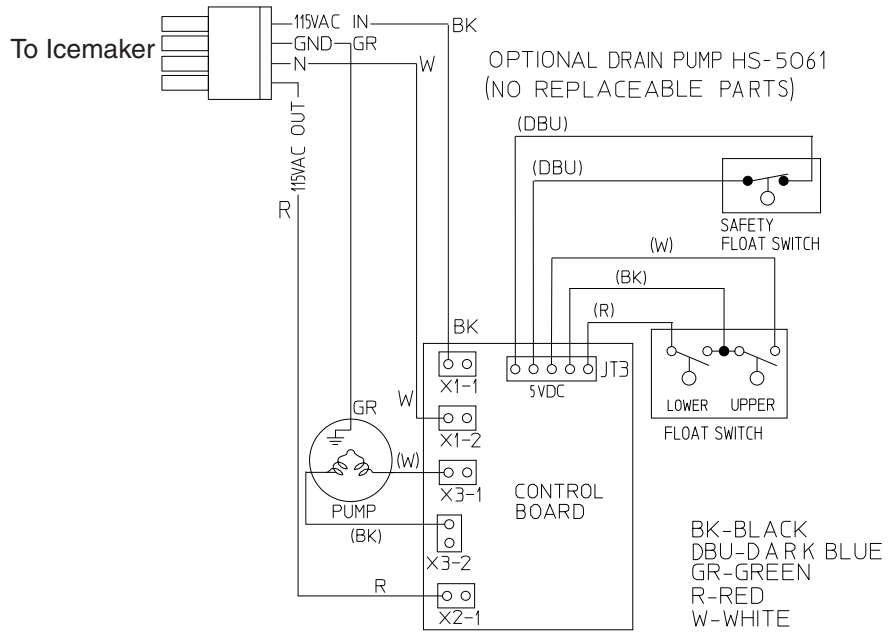 115VAC IN
BK
To Icemaker
GND
GR
N
W
OPTIONAL DRAIN PUMP HS-5061
(NO REPLACEABLE PARTS)
115VAC OUT
R
(DBU)
(DBU)
SAFETY
FLOAT SWITCH
(W)
(BK)
(R)
BK
JT3
5VDC
X1-1
LOWER
UPPER
FLOAT SWITCH
GR
W
X1-2
(W)
X3-1
PUMP
(BK)
CONTROL
BOARD
X3-2
R
X2-1
BK-BLACK
DBU-DARK BLUE
GR-GREEN
R-RED
W-WHITE